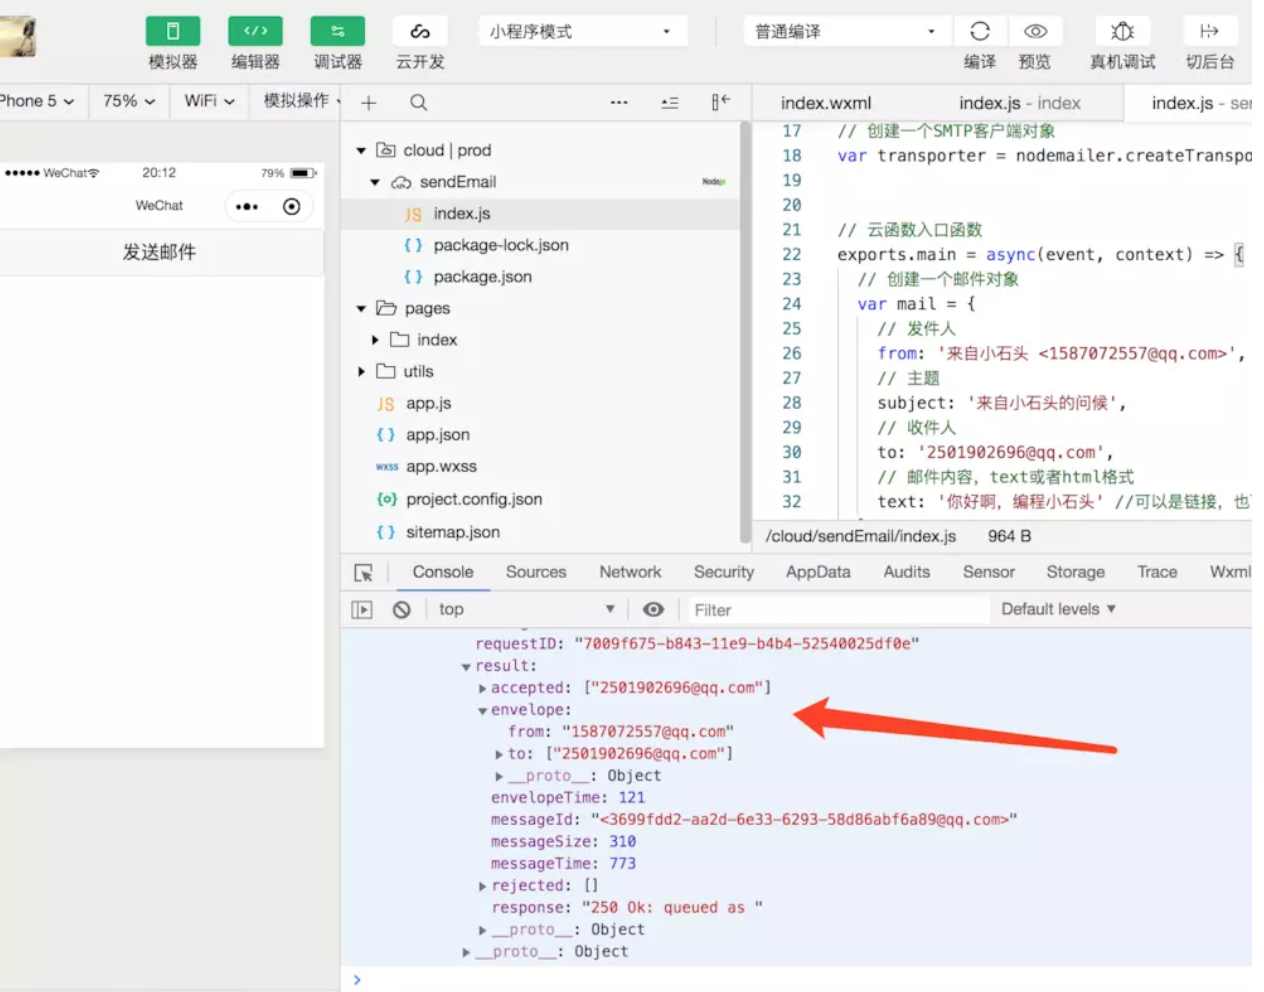 小程序模式
普通编译
模拟器
编辑器
调试器
云开发
编译
预览
真机调试
切后台
Phone 5
75%
WiFi
模拟操作
index.wxml
index.js - index
index.js - ser
WeChat
20:12
79%
WeChat
发送邮件
cloud | prod
sendEmail
index.js
package-lock.json
package.json
pages
index
utils
JS app.js
app.json
wxss app.wxss
project.config.json
sitemap.json
17 // 创建一个SMTP客户端对象
18 var transporter = nodemailer.createTranspo
19
20
21 // 云函数入口函数
22 exports.main = async(event, context) => {
23 // 创建一个邮件对象
24 var mail = {
25 // 发件人
26 from: '来自小石头 <1587072557@qq.com>',
27 // 主题
28 subject: '来自小石头的问候',
29 // 收件人
30 to: '2501902696@qq.com',
31 // 邮件内容，text或者html格式
32 text: '你好啊，编程小石头' //可以是链接，也
/cloud/sendEmail/index.js 964 B
Console Sources Network Security AppData Audits Sensor Storage Trace Wxml
top Filter Default levels
requestID: "7009f675-b843-11e9-b4b4-52540025df0e"
result:
accepted: ["2501902696@qq.com"]
envelope:
from: "1587072557@qq.com"
to: ["2501902696@qq.com"]
__proto__: Object
envelopeTime: 121
messageId: "<3699fdd2-aa2d-6e33-6293-58d86abf6a89@qq.com>"
messageSize: 310
messageTime: 773
rejected: []
response: "250 Ok: queued as "
__proto__: Object
__proto__: Object